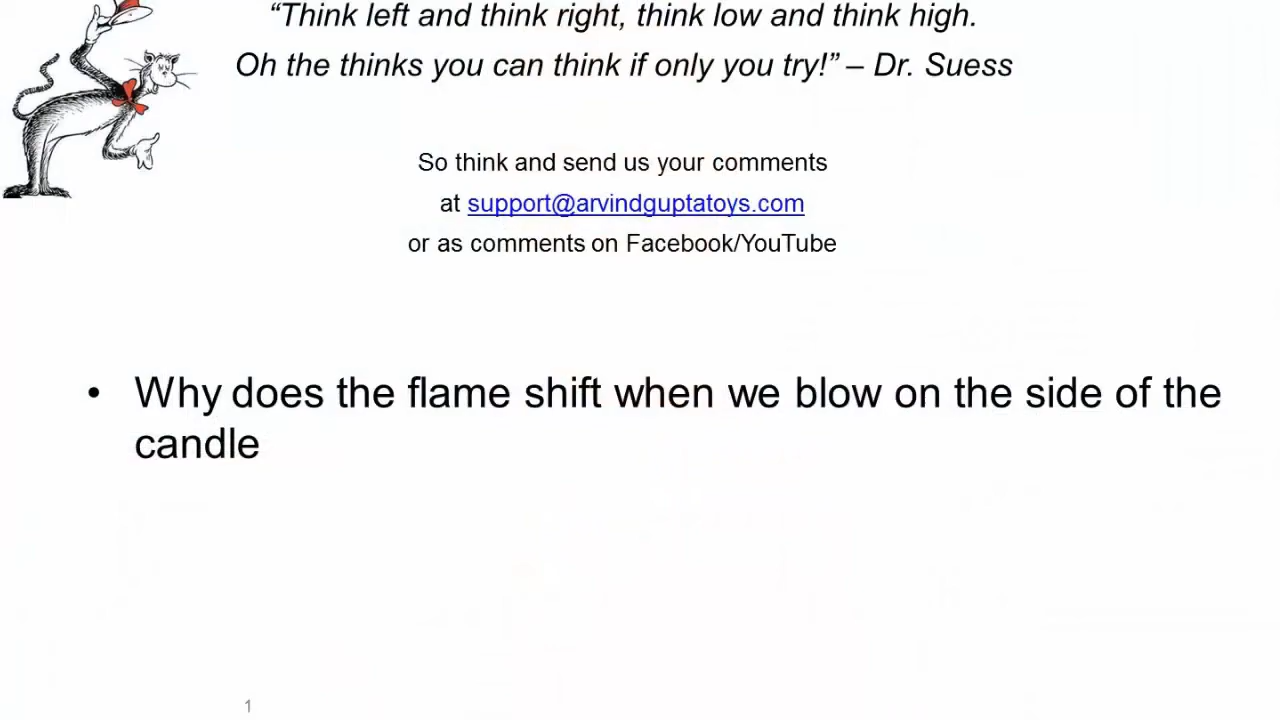 “Think left and think right, think low and think high.
Oh the thinks you can think if only you try!” – Dr. Suess
So think and send us your comments
at support@arvindguptatoys.com
or as comments on Facebook/YouTube
• Why does the flame shift when we blow on the side of the
candle
1